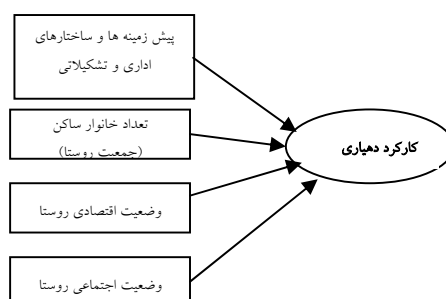 پیش زمینه ها و ساختارهای
اداری و تشکیلاتی
تعداد خانوار ساکن
(جمعیت روستا)
کارکرد دهیاری
وضعیت اقتصادی روستا
وضعیت اجتماعی روستا